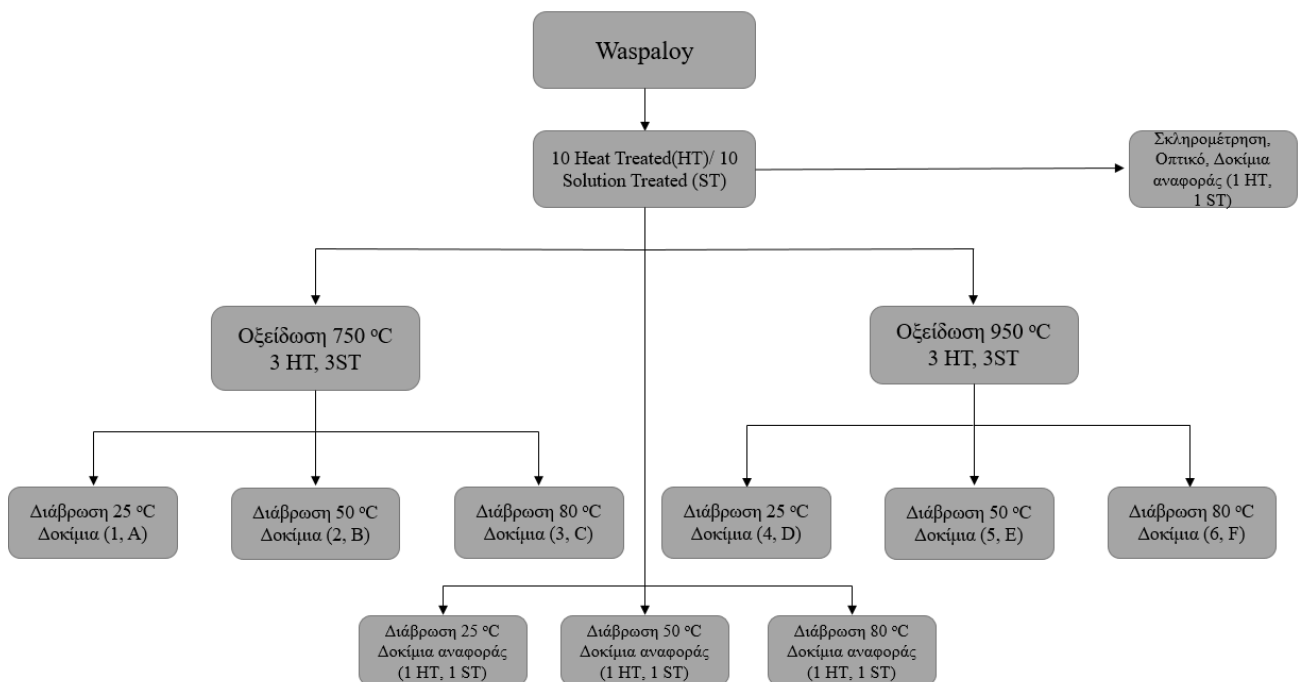 Waspaloy
10 Heat Treated(HT)/ 10
Solution Treated (ST)
Σκληρομέτρηση,
Οπτικό, Δοκίμια
αναφοράς (1 HT,
1 ST)
Οξείδωση 750 °C
3 HT, 3ST
Οξείδωση 950 °C
3 HT, 3ST
Διάβρωση 25 °C
Δοκίμια (1, A)
Διάβρωση 50 °C
Δοκίμια (2, B)
Διάβρωση 80 °C
Δοκίμια (3, C)
Διάβρωση 25 °C
Δοκίμια (4, D)
Διάβρωση 50 °C
Δοκίμια (5, E)
Διάβρωση 80 °C
Δοκίμια (6, F)
Διάβρωση 25 °C
Δοκίμια αναφοράς
(1 HT, 1 ST)
Διάβρωση 50 °C
Δοκίμια αναφοράς
(1 HT, 1 ST)
Διάβρωση 80 °C
Δοκίμια αναφοράς
(1 HT, 1 ST)